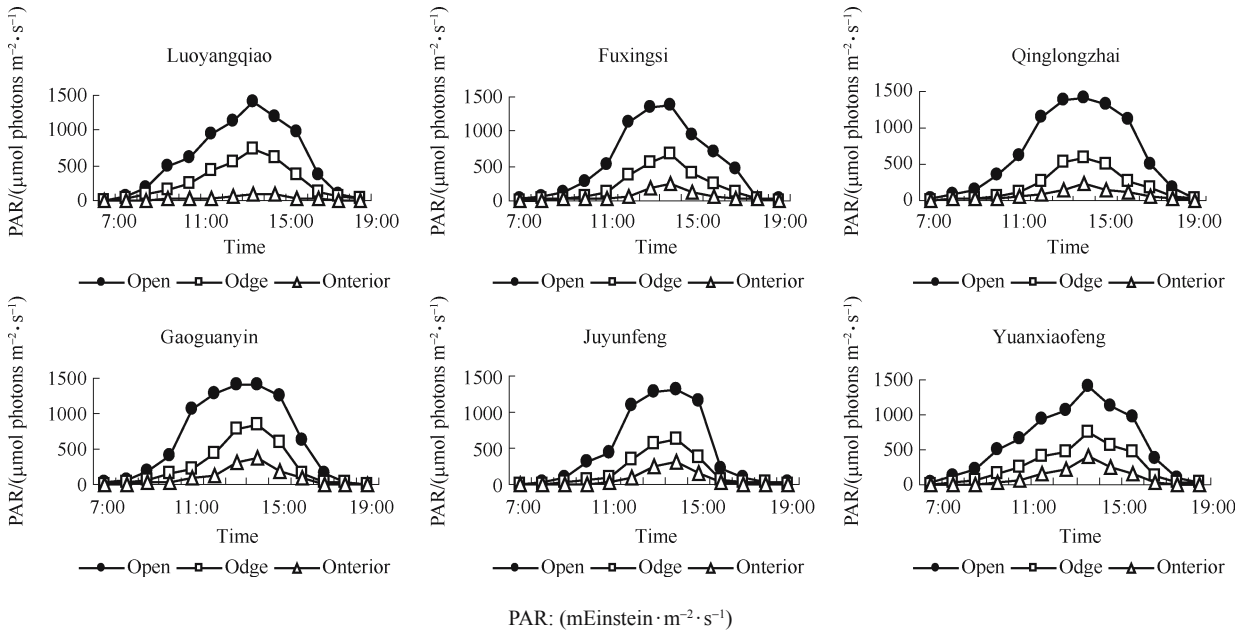 Luoyangqiao
PAR/(μmol photons m⁻²·s⁻¹)
1500
1000
500
0
7:00 11:00 15:00 19:00
Time
Open Odge Onterior
Fuxingsi
PAR/(μmol photons m⁻²·s⁻¹)
1500
1000
500
0
7:00 11:00 15:00 19:00
Time
Open Odge Onterior
Qinglongzhai
PAR/(μmol photons m⁻²·s⁻¹)
1500
1000
500
0
7:00 11:00 15:00 19:00
Time
Open Odge Onterior
Gaoguanyin
PAR/(μmol photons m⁻²·s⁻¹)
1500
1000
500
0
7:00 11:00 15:00 19:00
Time
Open Odge Onterior
Juyunfeng
PAR/(μmol photons m⁻²·s⁻¹)
1500
1000
500
0
7:00 11:00 15:00 19:00
Time
Open Odge Onterior
Yuanxiaofeng
PAR/(μmol photons m⁻²·s⁻¹)
1500
1000
500
0
7:00 11:00 15:00 19:00
Time
Open Odge Onterior
PAR: (mEinstein·m⁻²·s⁻¹)